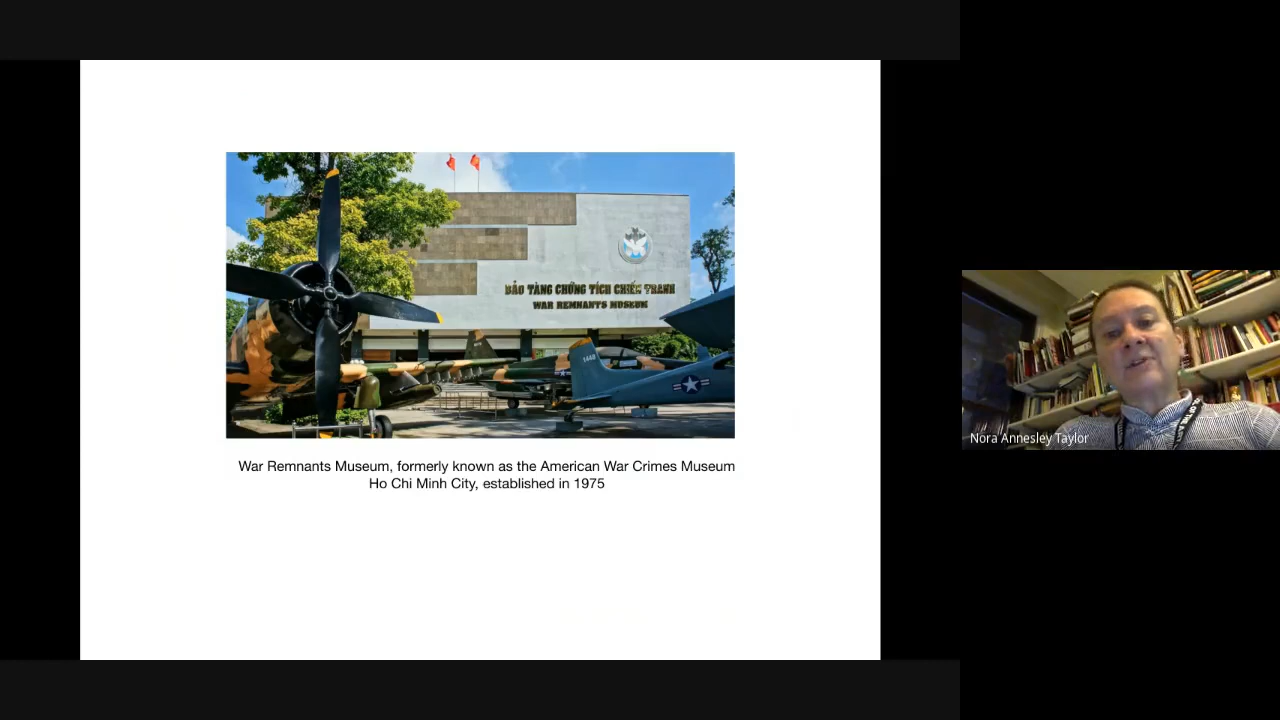 BẢO TÀNG CHỨNG TÍCH CHIẾN TRANH
WAR REMNANTS MUSEUM
1448
War Remnants Museum, formerly known as the American War Crimes Museum
Ho Chi Minh City, established in 1975
Nora Annesley Taylor